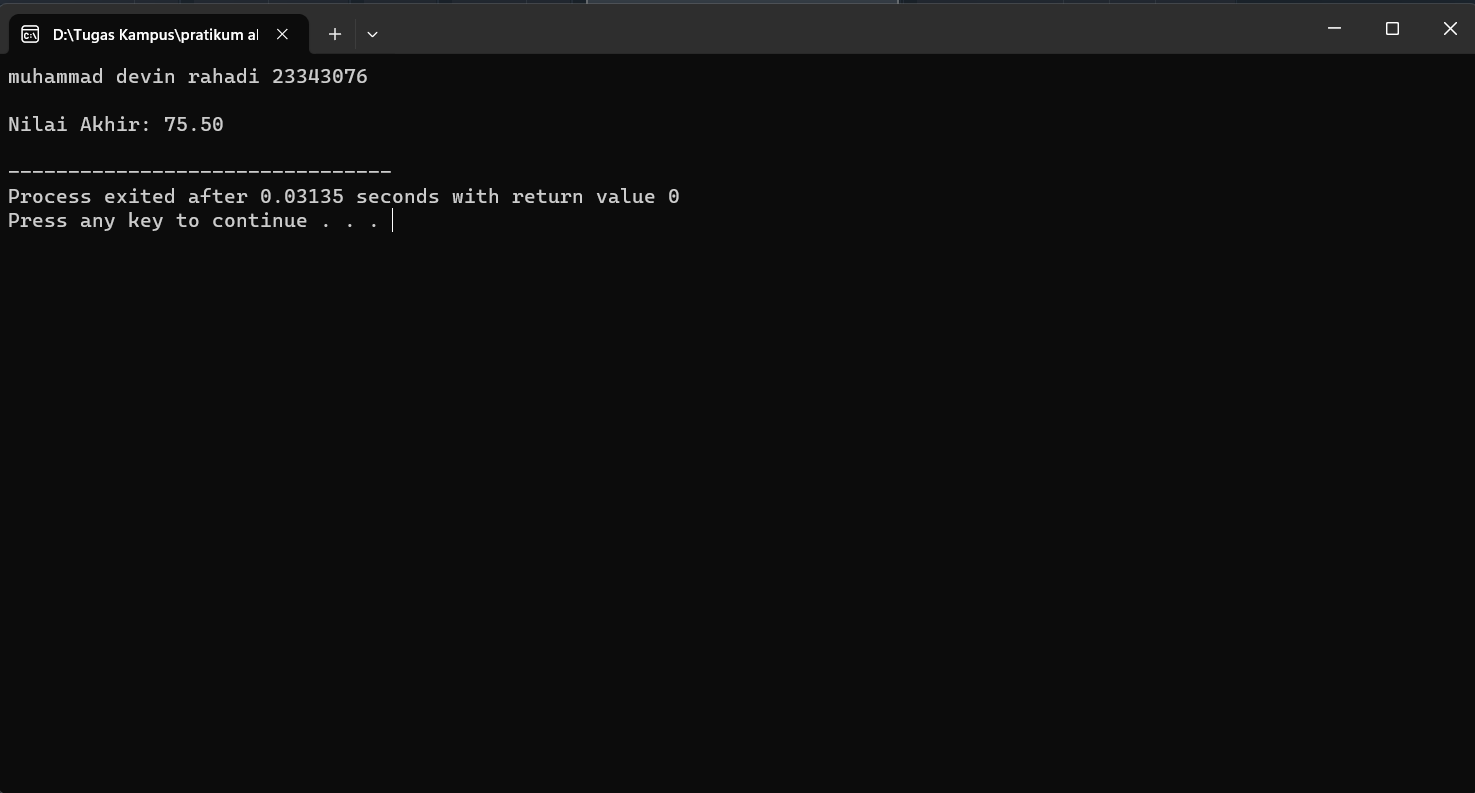 D:\Tugas Kampus\pratikum al
muhammad devin rahadi 23343076
Nilai Akhir: 75.50
--------------------------------
Process exited after 0.03135 seconds with return value 0
Press any key to continue . . .